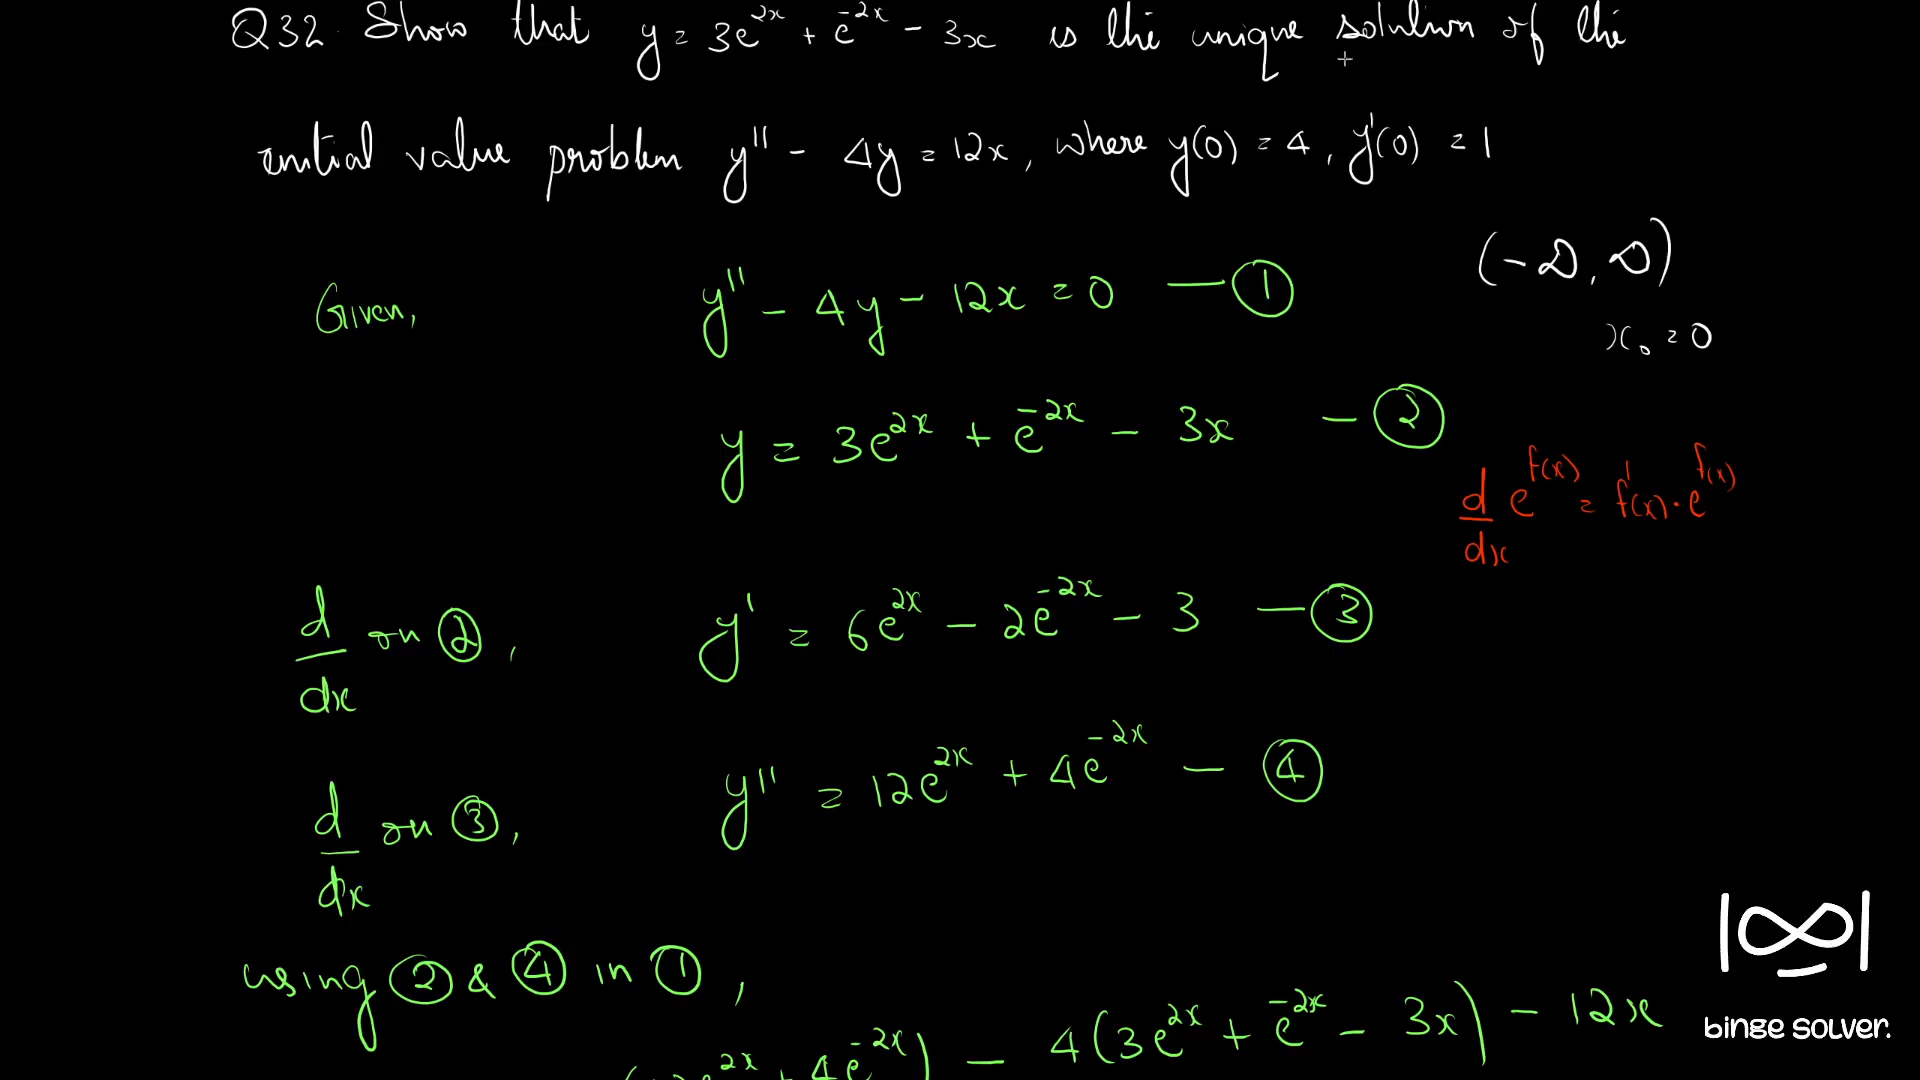 Q32. Show that y = 3e^{2x} + e^{-2x} - 3x is the unique solution of the
initial value problem y'' - 4y = 12x, where y(0) = 4, y'(0) = 1
(-∞, ∞)
Given, y'' - 4y - 12x = 0 — ①
x₀ = 0
y = 3e^{2x} + e^{-2x} - 3x — ②
d/dx e^{f(x)} = f'(x) · e^{f(x)}
d/dx on ②, y' = 6e^{2x} - 2e^{-2x} - 3 — ③
d/dx on ③, y'' = 12e^{2x} + 4e^{-2x} — ④
using ② & ④ in ①,
e^{2x} + 4e^{-2x}) - 4(3e^{2x} + e^{-2x} - 3x) - 12x
binge solver.